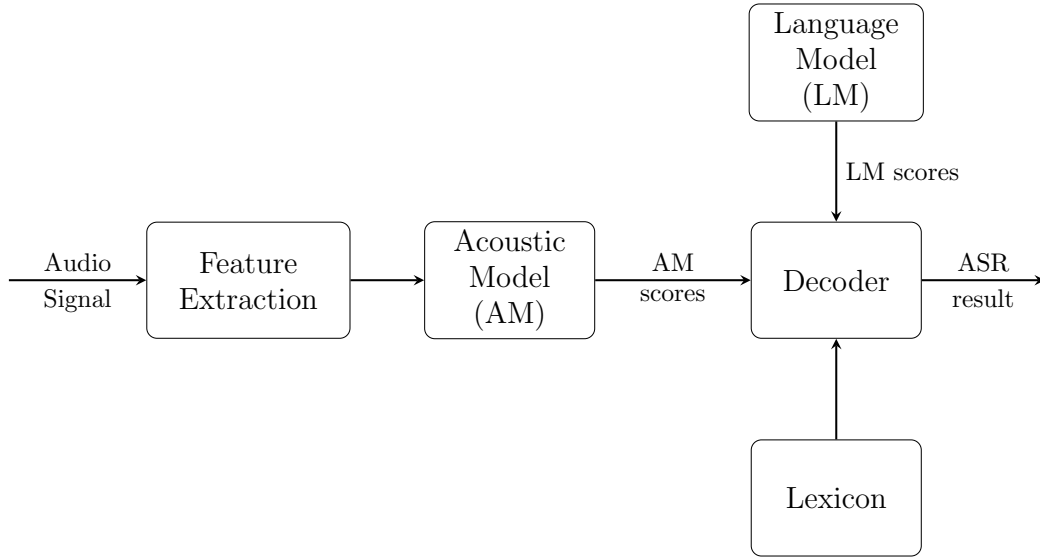 Language
Model
(LM)
LM scores
Audio
Signal
Feature
Extraction
Acoustic
Model
(AM)
AM
scores
Decoder
ASR
result
Lexicon